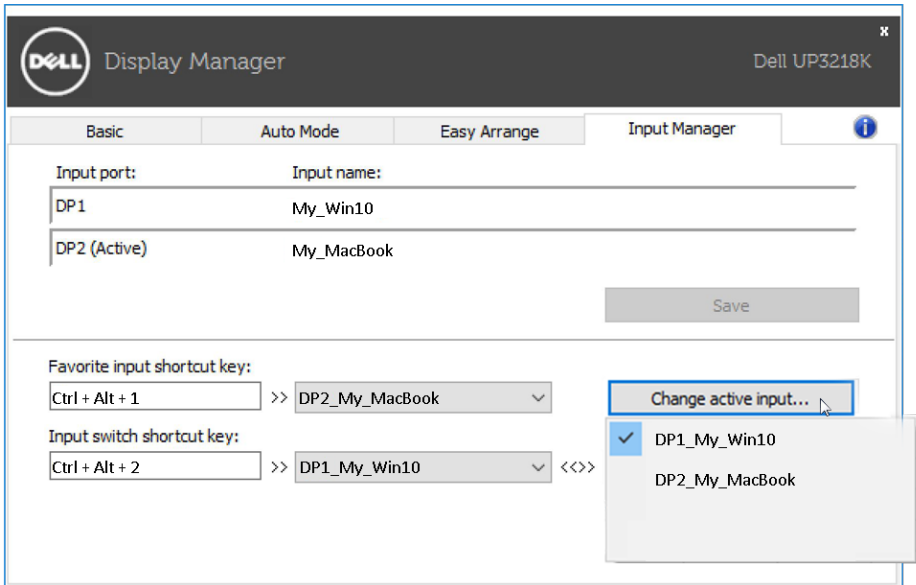 x
DELL Display Manager Dell UP3218K
Basic Auto Mode Easy Arrange Input Manager i
Input port: Input name:
DP1 My_Win10
DP2 (Active) My_MacBook
Save
Favorite input shortcut key:
Ctrl + Alt + 1 >> DP2_My_MacBook Change active input...
Input switch shortcut key:
DP1_My_Win10
Ctrl + Alt + 2 >> DP1_My_Win10 <<>>
DP2_My_MacBook